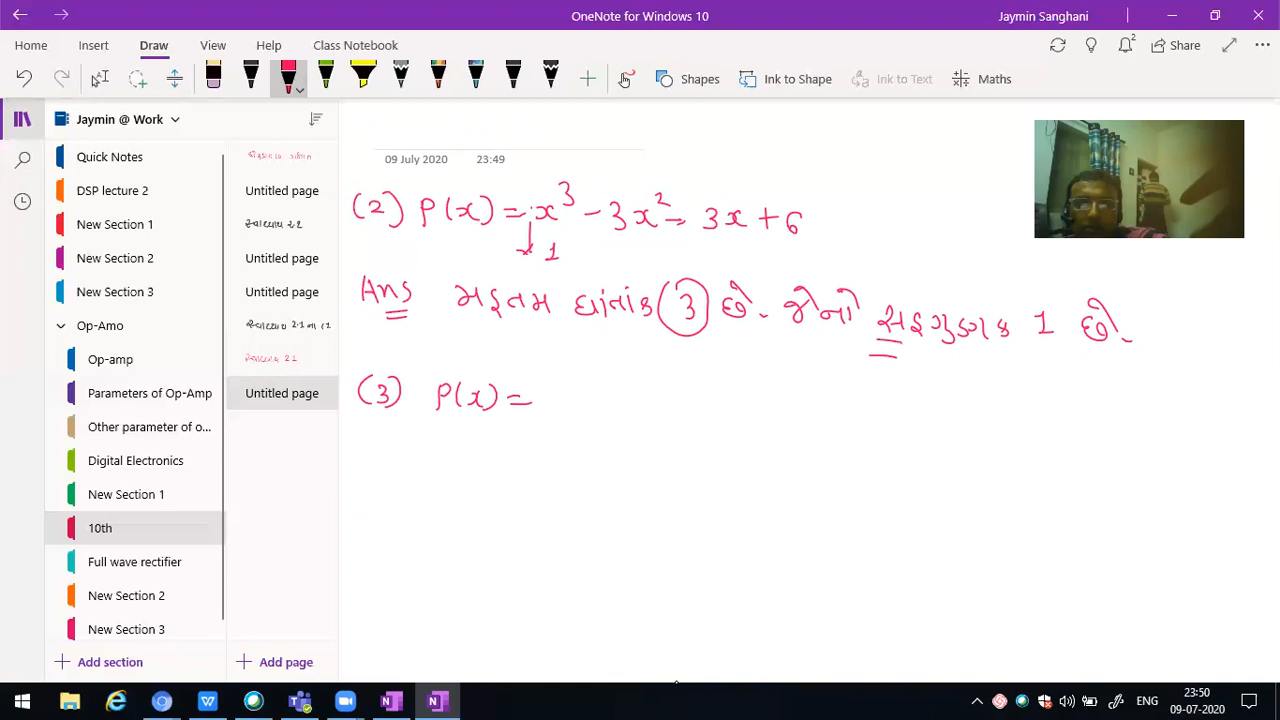 OneNote for Windows 10
Jaymin Sanghani
Home Insert Draw View Help Class Notebook
Share
Shapes Ink to Shape Ink to Text Maths
Jaymin @ Work
Quick Notes
DSP lecture 2
New Section 1
New Section 2
New Section 3
Op-Amo
Op-amp
Parameters of Op-Amp
Other parameter of o...
Digital Electronics
New Section 1
10th
Full wave rectifier
New Section 2
New Section 3
Add section
Untitled page
સ્વાધ્યાય 2.2
Untitled page
Untitled page
Untitled page
Add page
09 July 2020 23:49
(2) P(x) = x³ - 3x² - 3x + 6
1
Ans મહતમ ઘાતાંક 3 છે. જેનો સહગુણક 1 છે.
(3) P(x) =
ENG
23:50
09-07-2020